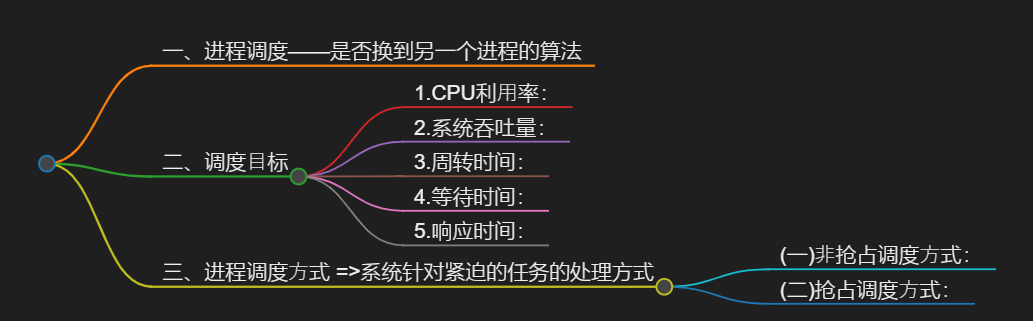 一、进程调度——是否换到另一个进程的算法
二、调度目标
1.CPU利用率：
2.系统吞吐量：
3.周转时间：
4.等待时间：
5.响应时间：
三、进程调度方式 =>系统针对紧迫的任务的处理方式
(一)非抢占调度方式：
(二)抢占调度方式：